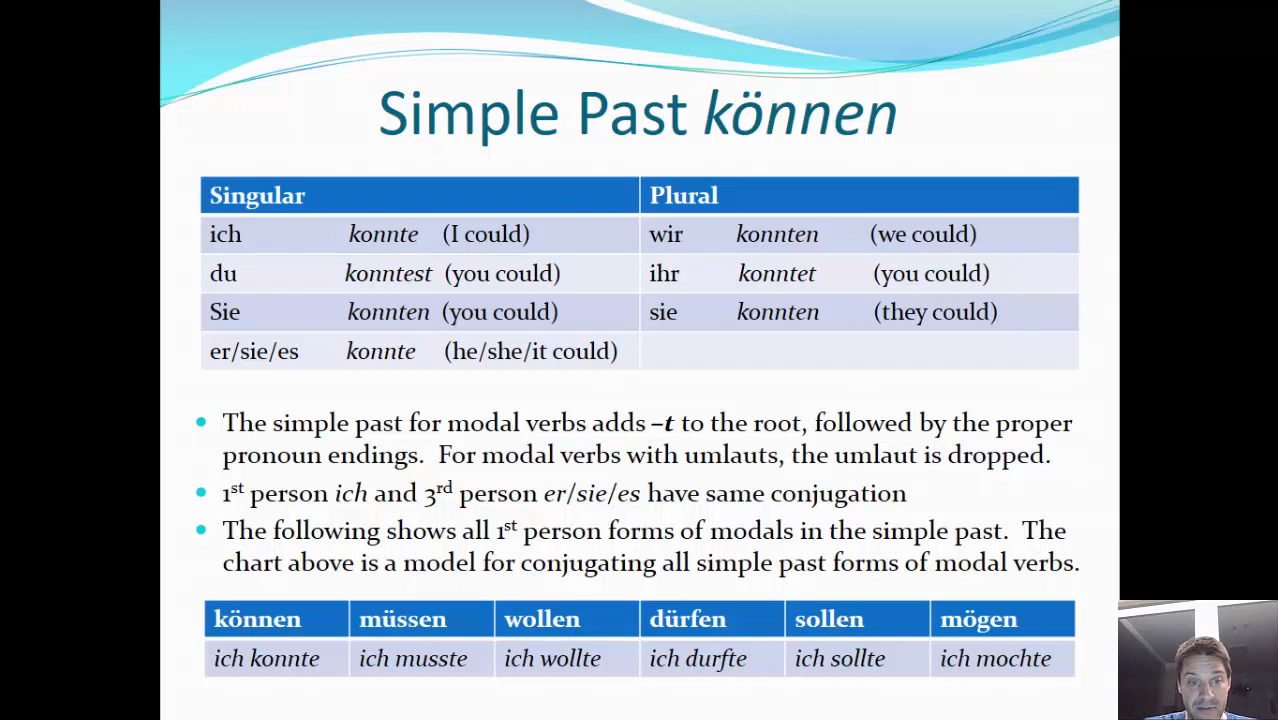 Simple Past können
Singular Plural
ich konnte (I could) wir konnten (we could)
du konntest (you could) ihr konntet (you could)
Sie konnten (you could) sie konnten (they could)
er/sie/es konnte (he/she/it could)
• The simple past for modal verbs adds –t to the root, followed by the proper
pronoun endings. For modal verbs with umlauts, the umlaut is dropped.
• 1st person ich and 3rd person er/sie/es have same conjugation
• The following shows all 1st person forms of modals in the simple past. The
chart above is a model for conjugating all simple past forms of modal verbs.
können müssen wollen dürfen sollen mögen
ich konnte ich musste ich wollte ich durfte ich sollte ich mochte